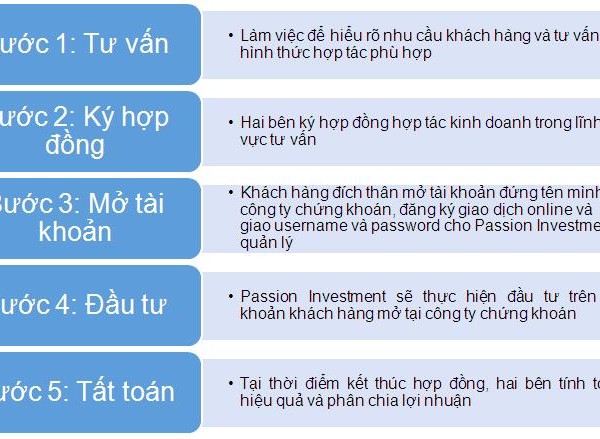 ước 1: Tư vấn
• Làm việc để hiểu rõ nhu cầu khách hàng và tư vấn
hình thức hợp tác phù hợp
ước 2: Ký hợp
đồng
• Hai bên ký hợp đồng hợp tác kinh doanh trong lĩnh
vực tư vấn
Bước 3: Mở tài
khoản
• Khách hàng đích thân mở tài khoản đứng tên mình
công ty chứng khoán, đăng ký giao dịch online và
giao username và password cho Passion Investme
quản lý
ước 4: Đầu tư
• Passion Investment sẽ thực hiện đầu tư trên
khoản khách hàng mở tại công ty chứng khoán
ước 5: Tất toán
• Tại thời điểm kết thúc hợp đồng, hai bên tính to
hiệu quả và phân chia lợi nhuận